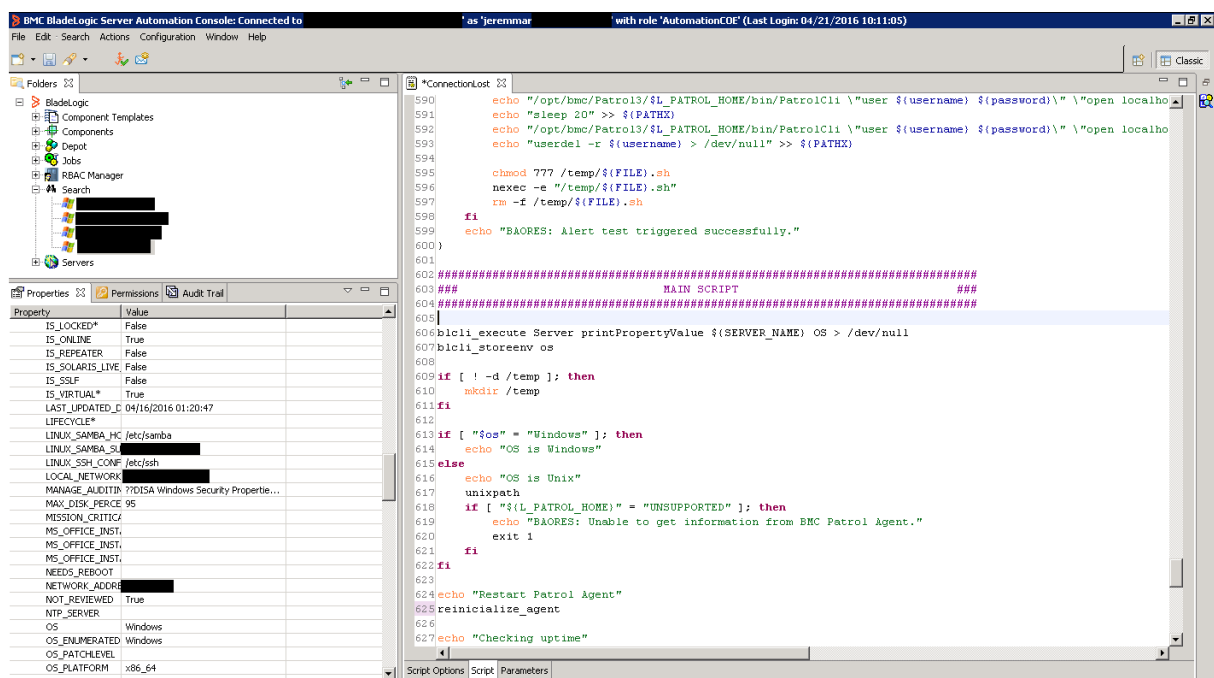 BMC BladeLogic Server Automation Console: Connected to ' as 'jeremmar ' with role 'AutomationCOE' (Last Login: 04/21/2016 10:11:05)
File Edit Search Actions Configuration Window Help
Classic
Folders
BladeLogic
Component Templates
Components
Depot
Jobs
RBAC Manager
Search
Servers
Properties Permissions Audit Trail
Property Value
IS_LOCKED* False
IS_ONLINE True
IS_REPEATER False
IS_SOLARIS_LIVE_ False
IS_SSLF False
IS_VIRTUAL* True
LAST_UPDATED_D 04/16/2016 01:20:47
LIFECYCLE*
LINUX_SAMBA_HC /etc/samba
LINUX_SAMBA_SU
LINUX_SSH_CONF /etc/ssh
LOCAL_NETWORK
MANAGE_AUDITIN ??DISA Windows Security Propertie...
MAX_DISK_PERCE 95
MISSION_CRITICA
MS_OFFICE_INST
MS_OFFICE_INST
MS_OFFICE_INST
NEEDS_REBOOT
NETWORK_ADDRE
NOT_REVIEWED True
NTP_SERVER
OS Windows
OS_ENUMERATED Windows
OS_PATCHLEVEL
OS_PLATFORM x86_64
*ConnectionLost
590 echo "/opt/bmc/Patrol3/$L_PATROL_HOME/bin/PatrolCli \"user ${username} ${password}\" \"open localho
591 echo "sleep 20" >> ${PATHX}
592 echo "/opt/bmc/Patrol3/$L_PATROL_HOME/bin/PatrolCli \"user ${username} ${password}\" \"open localho
593 echo "userdel -r ${username} > /dev/null" >> ${PATHX}
594
595 chmod 777 /temp/${FILE}.sh
596 nexec -e "/temp/${FILE}.sh"
597 rm -f /temp/${FILE}.sh
598 fi
599 echo "BAORES: Alert test triggered successfully."
600 }
601
602 ###############################################################################
603 ### MAIN SCRIPT ###
604 ###############################################################################
605
606 blcli_execute Server printPropertyValue ${SERVER_NAME} OS > /dev/null
607 blcli_storeenv os
608
609 if [ ! -d /temp ]; then
610 mkdir /temp
611 fi
612
613 if [ "$os" = "Windows" ]; then
614 echo "OS is Windows"
615 else
616 echo "OS is Unix"
617 unixpath
618 if [ "${L_PATROL_HOME}" = "UNSUPPORTED" ]; then
619 echo "BAORES: Unable to get information from BMC Patrol Agent."
620 exit 1
621 fi
622 fi
623
624 echo "Restart Patrol Agent"
625 reinicialize_agent
626
627 echo "Checking uptime"
Script Options Script Parameters